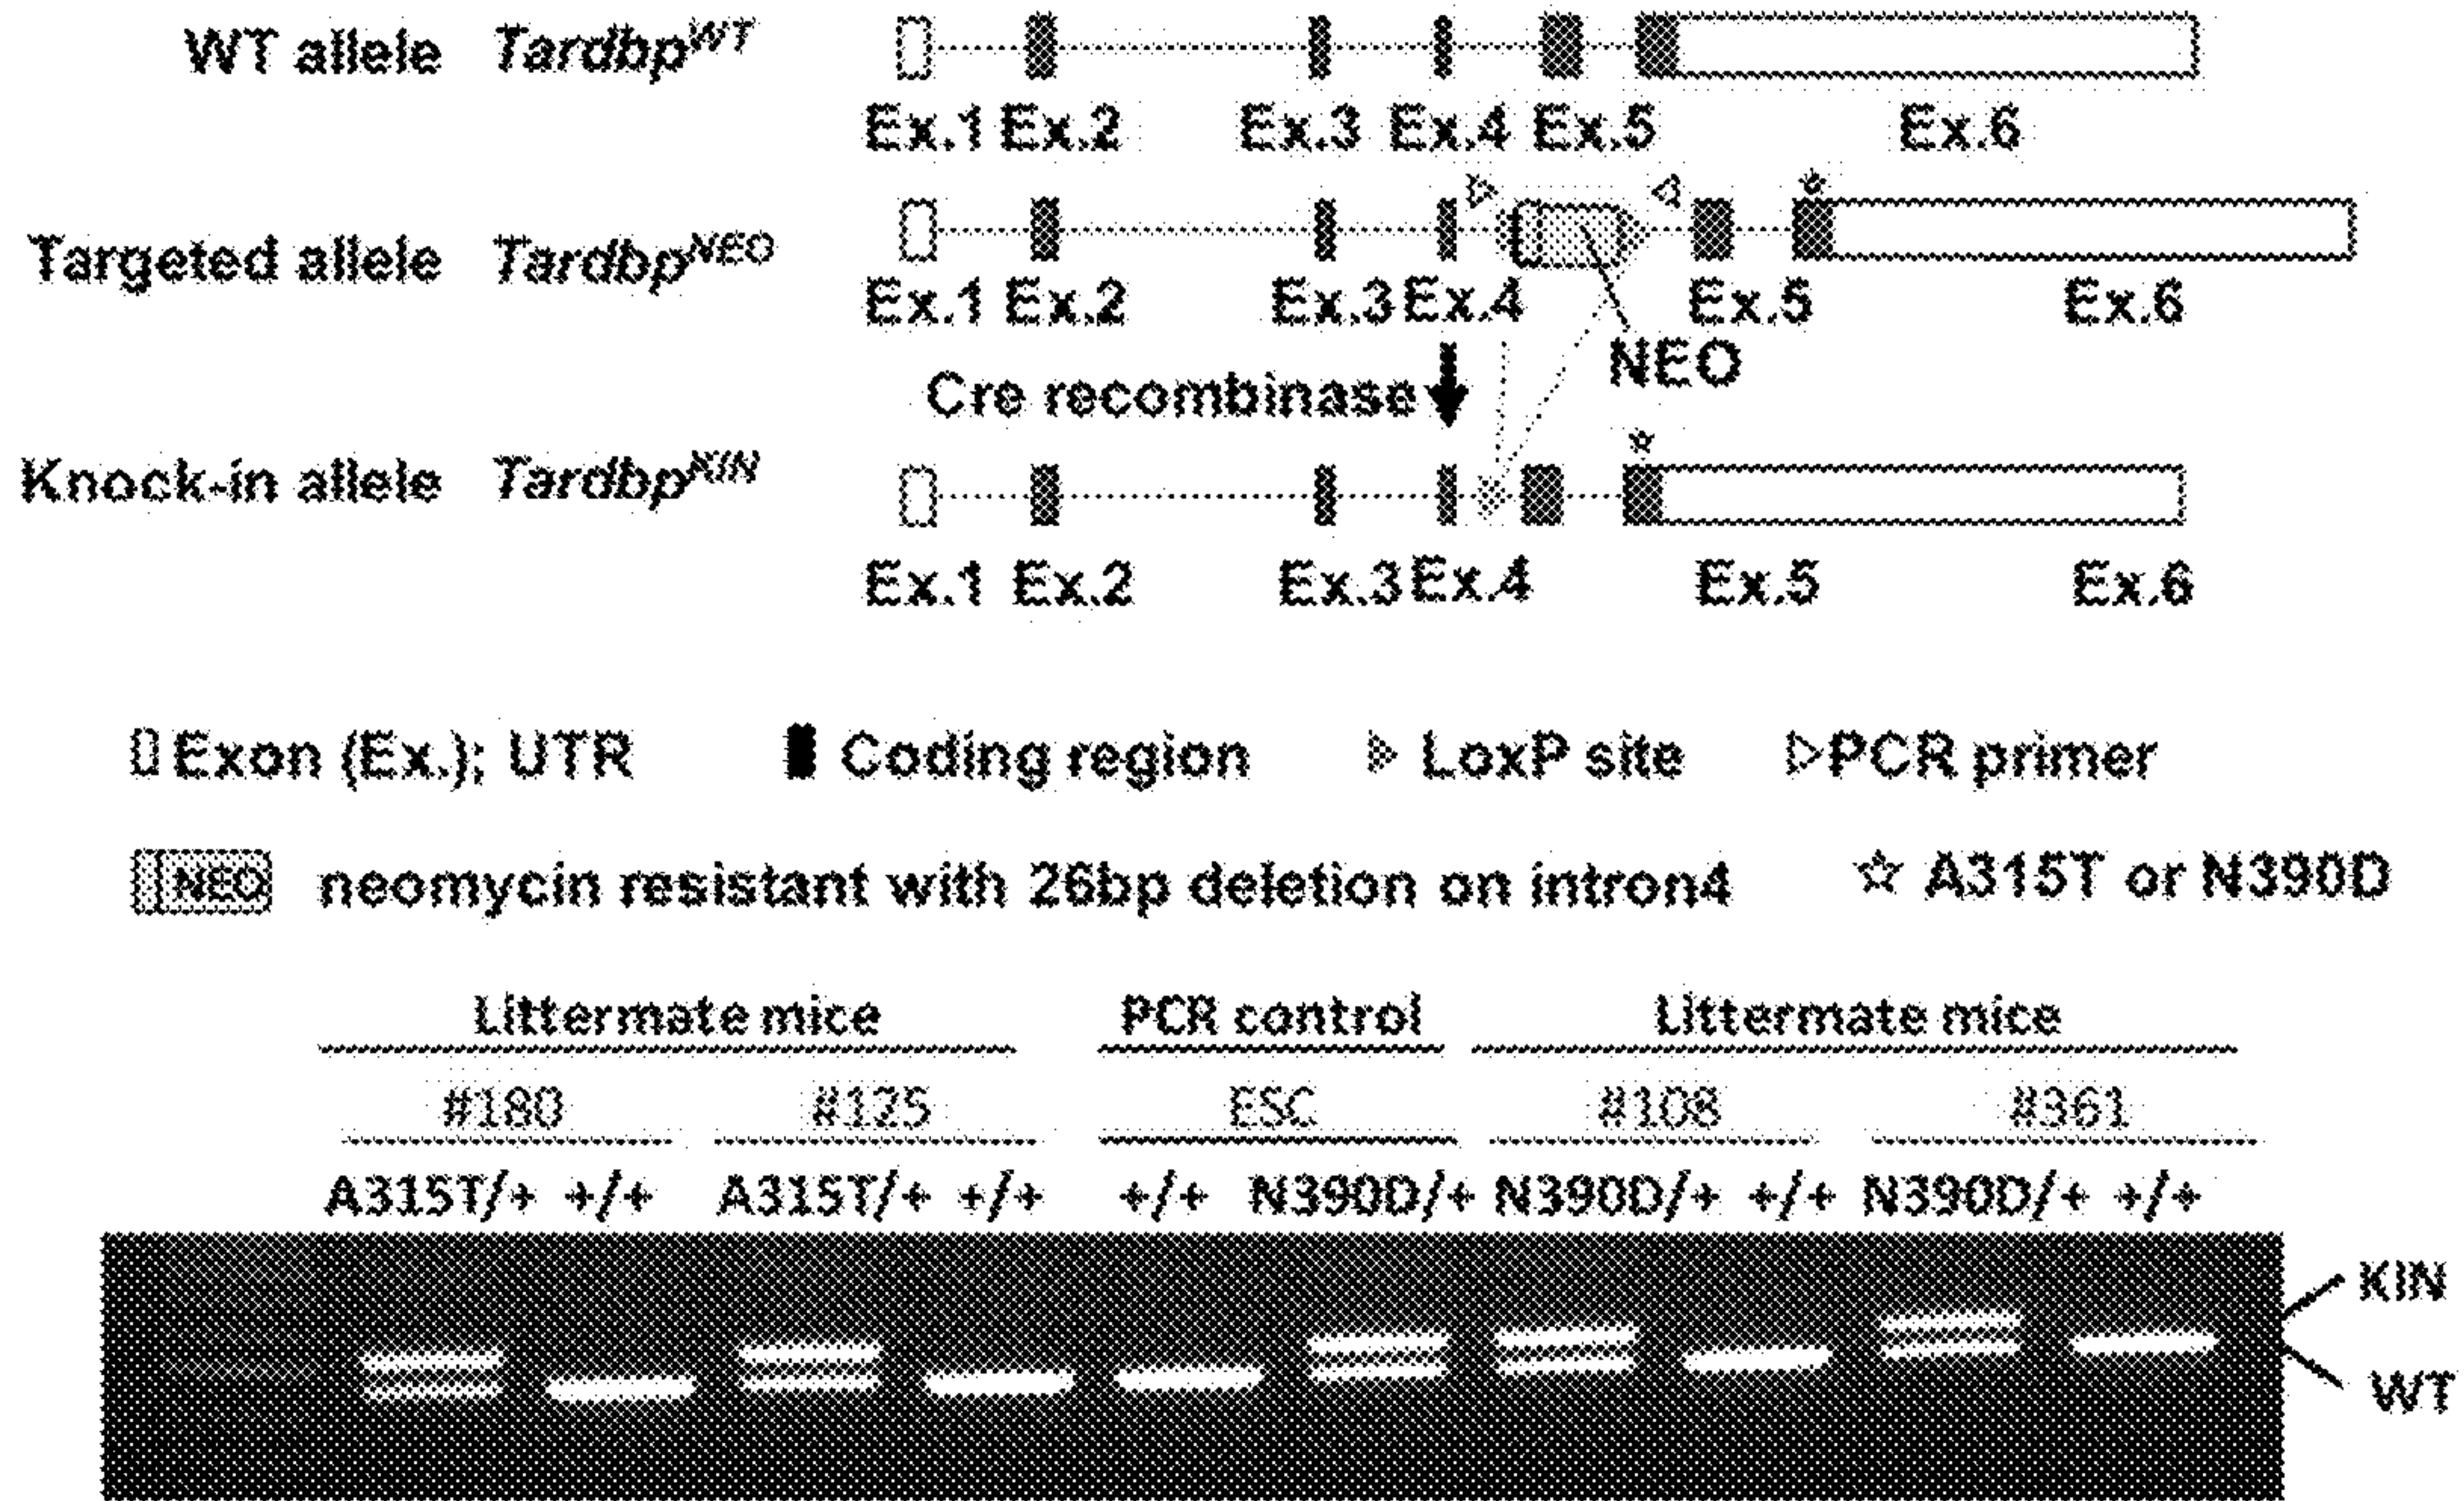 WT allele Tardbp^WT
Ex.1 Ex.2 Ex.3 Ex.4 Ex.5 Ex.6
Targeted allele Tardbp^NEO
Ex.1 Ex.2 Ex.3 Ex.4 Ex.5 Ex.6
NEO
Cre recombinase
Knock-in allele Tardbp^KIN
Ex.1 Ex.2 Ex.3 Ex.4 Ex.5 Ex.6
Exon (Ex.); UTR Coding region LoxP site PCR primer
NEO neomycin resistant with 26bp deletion on intron4 ☆ A315T or N390D
Littermate mice PCR control Littermate mice
#180 #125 ESC #108 #361
A315T/+ +/+ A315T/+ +/+ +/+ N390D/+ N390D/+ +/+ N390D/+ +/+
KIN
WT